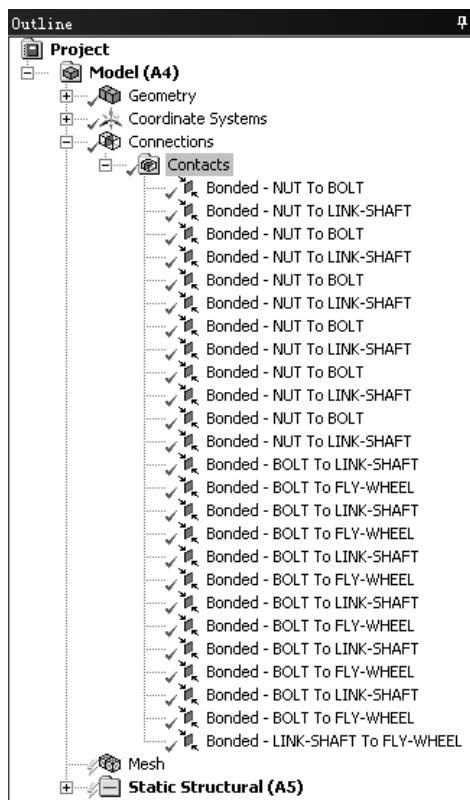 Outline
Project
Model (A4)
Geometry
Coordinate Systems
Connections
Contacts
Bonded - NUT To BOLT
Bonded - NUT To LINK-SHAFT
Bonded - NUT To BOLT
Bonded - NUT To LINK-SHAFT
Bonded - NUT To BOLT
Bonded - NUT To LINK-SHAFT
Bonded - NUT To BOLT
Bonded - NUT To LINK-SHAFT
Bonded - NUT To BOLT
Bonded - NUT To LINK-SHAFT
Bonded - NUT To BOLT
Bonded - NUT To LINK-SHAFT
Bonded - BOLT To LINK-SHAFT
Bonded - BOLT To FLY-WHEEL
Bonded - BOLT To LINK-SHAFT
Bonded - BOLT To FLY-WHEEL
Bonded - BOLT To LINK-SHAFT
Bonded - BOLT To FLY-WHEEL
Bonded - BOLT To LINK-SHAFT
Bonded - BOLT To FLY-WHEEL
Bonded - BOLT To LINK-SHAFT
Bonded - BOLT To FLY-WHEEL
Bonded - BOLT To LINK-SHAFT
Bonded - BOLT To FLY-WHEEL
Bonded - LINK-SHAFT To FLY-WHEEL
Mesh
Static Structural (A5)